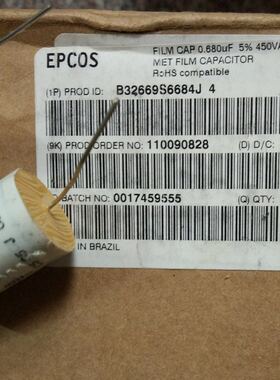 EPCOS
FILM CAP 0.680uF 5% 450VA
MET FILM CAPACITOR
RoHS compatible
(1P) PROD ID: B32669S6684J 4
(9K) PROD ORDER NO: 110090828 (D) D/C:
BATCH NO: 0017459555 (Q) QTY:
IN BRAZIL